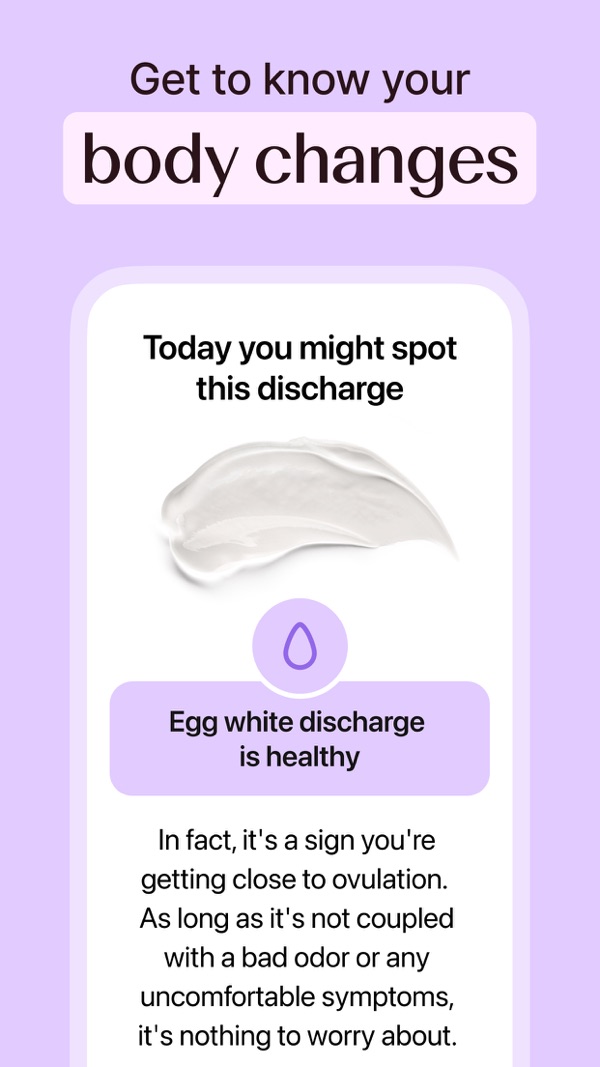 Get to know your
body changes
Today you might spot
this discharge
Egg white discharge
is healthy
In fact, it's a sign you're
getting close to ovulation.
As long as it's not coupled
with a bad odor or any
uncomfortable symptoms,
it's nothing to worry about.